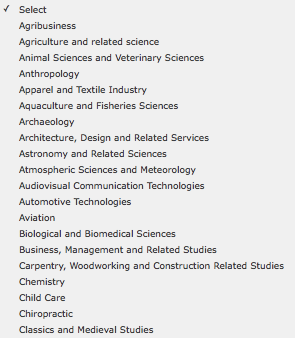 ✓ Select
Agribusiness
Agriculture and related science
Animal Sciences and Veterinary Sciences
Anthropology
Apparel and Textile Industry
Aquaculture and Fisheries Sciences
Archaeology
Architecture, Design and Related Services
Astronomy and Related Sciences
Atmospheric Sciences and Meteorology
Audiovisual Communication Technologies
Automotive Technologies
Aviation
Biological and Biomedical Sciences
Business, Management and Related Studies
Carpentry, Woodworking and Construction Related Studies
Chemistry
Child Care
Chiropractic
Classics and Medieval Studies